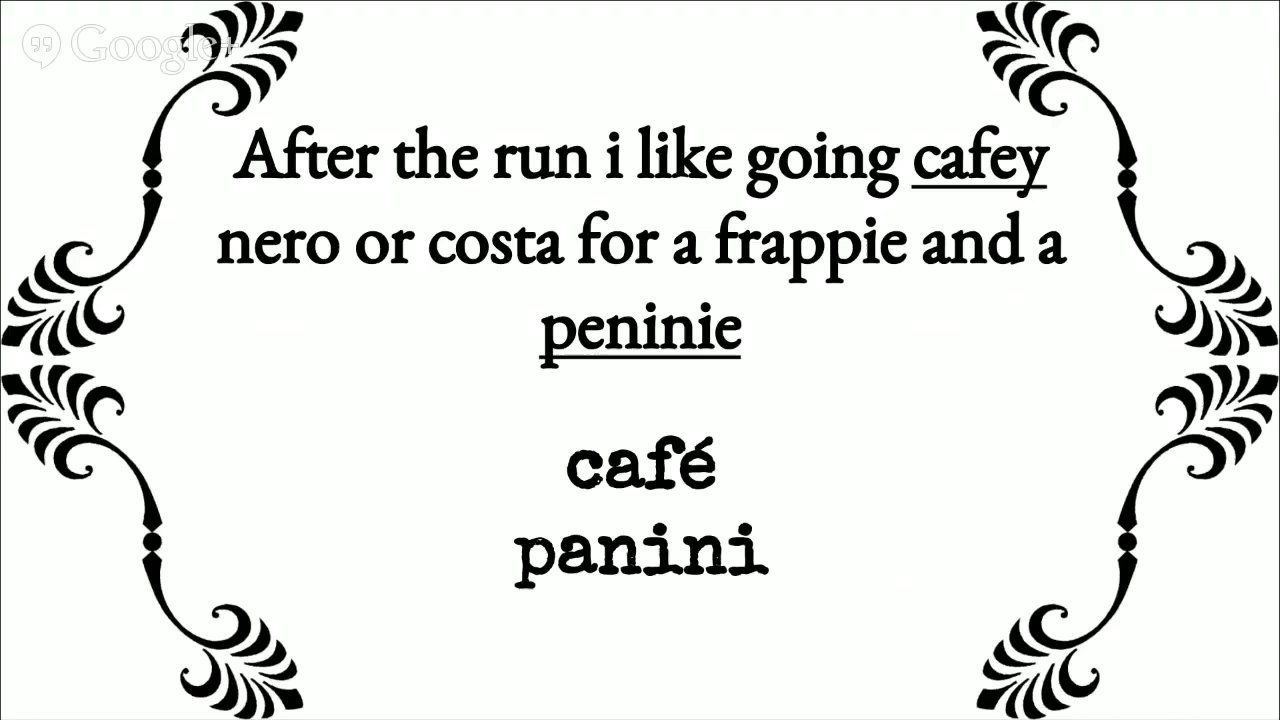 Google+
After the run i like going cafey
nero or costa for a frappie and a
peninie
café
panini